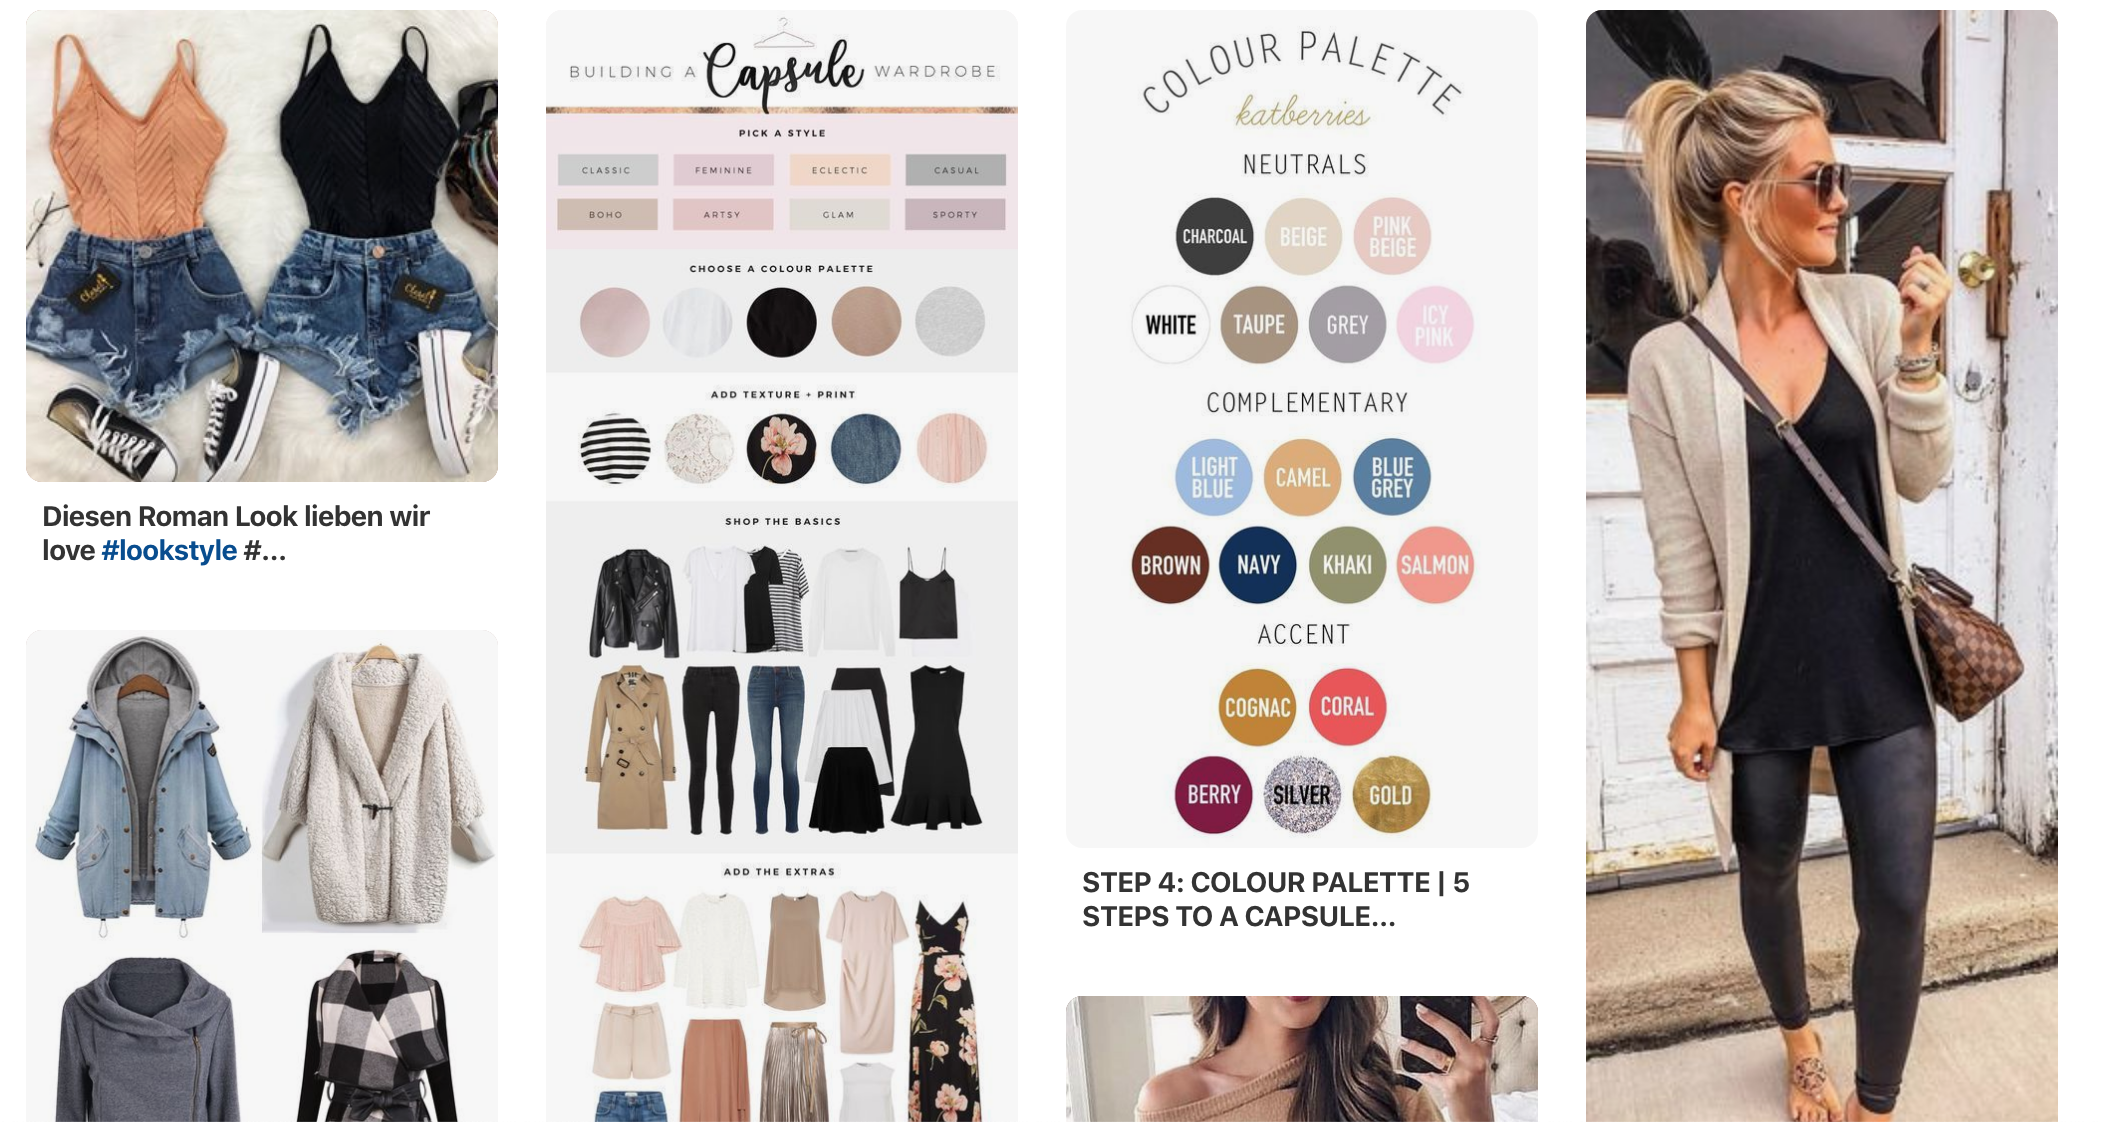 Diesen Roman Look lieben wir
love #lookstyle #...
BUILDING A Capsule WARDROBE
PICK A STYLE
CLASSIC FEMININE ECLECTIC CASUAL
BOHO ARTSY GLAM SPORTY
CHOOSE A COLOUR PALETTE
ADD TEXTURE + PRINT
SHOP THE BASICS
ADD THE EXTRAS
COLOUR PALETTE
katberries
NEUTRALS
CHARCOAL BEIGE PINK BEIGE
WHITE TAUPE GREY ICY PINK
COMPLEMENTARY
LIGHT BLUE CAMEL BLUE GREY
BROWN NAVY KHAKI SALMON
ACCENT
COGNAC CORAL
BERRY SILVER GOLD
STEP 4: COLOUR PALETTE | 5
STEPS TO A CAPSULE...